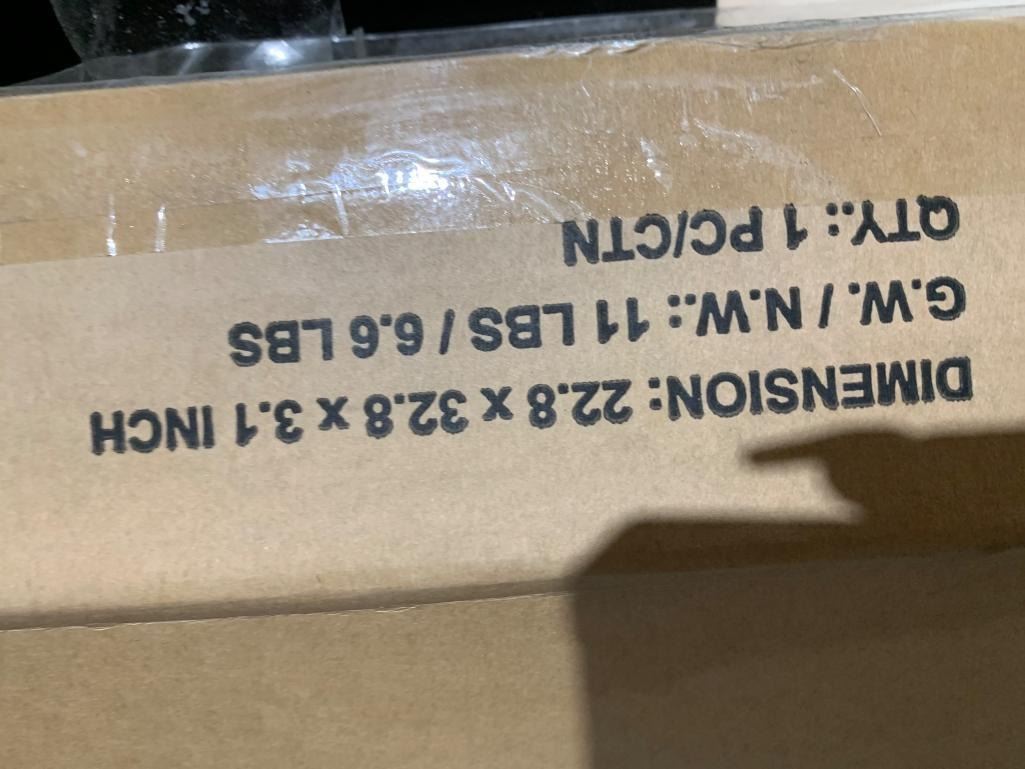 QTY.: 1 PC/CTN
G.W. / N.W.: 11 LBS / 6.6 LBS
DIMENSION: 22.8 x 32.8 x 3.1 INCH